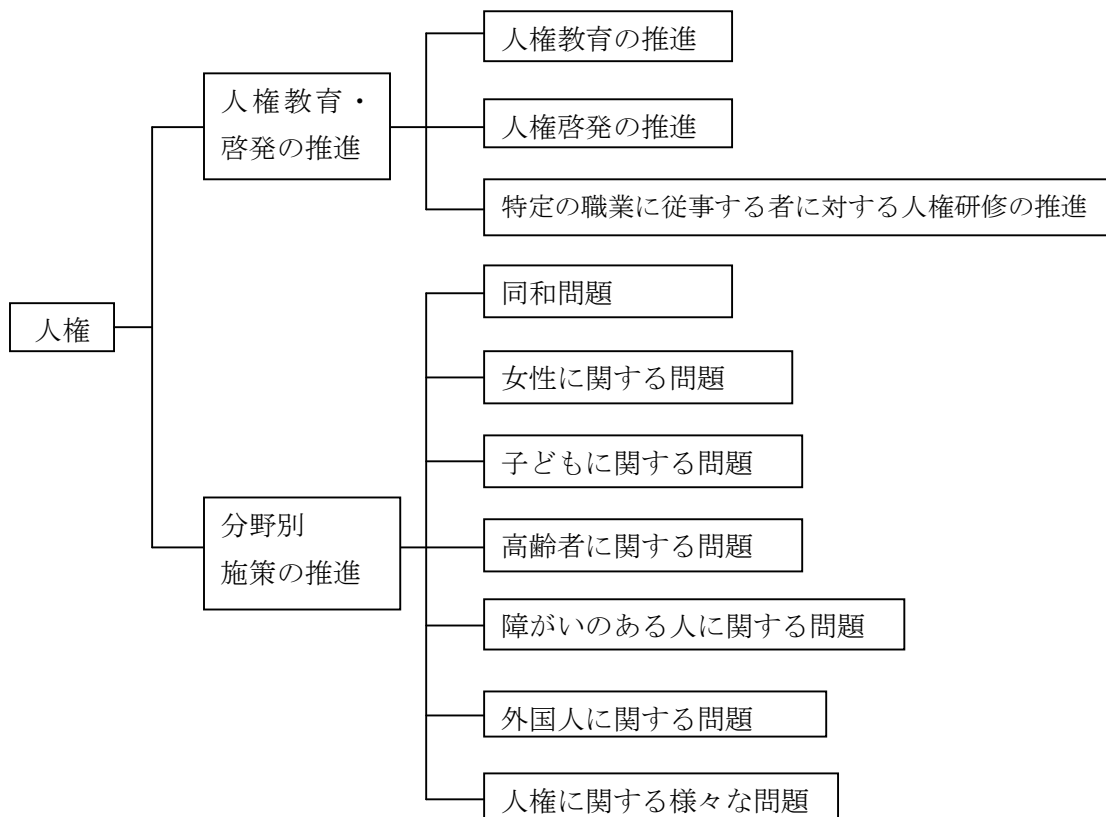 人権
人権教育・
啓発の推進
人権教育の推進
人権啓発の推進
特定の職業に従事する者に対する人権研修の推進
分野別
施策の推進
同和問題
女性に関する問題
子どもに関する問題
高齢者に関する問題
障がいのある人に関する問題
外国人に関する問題
人権に関する様々な問題